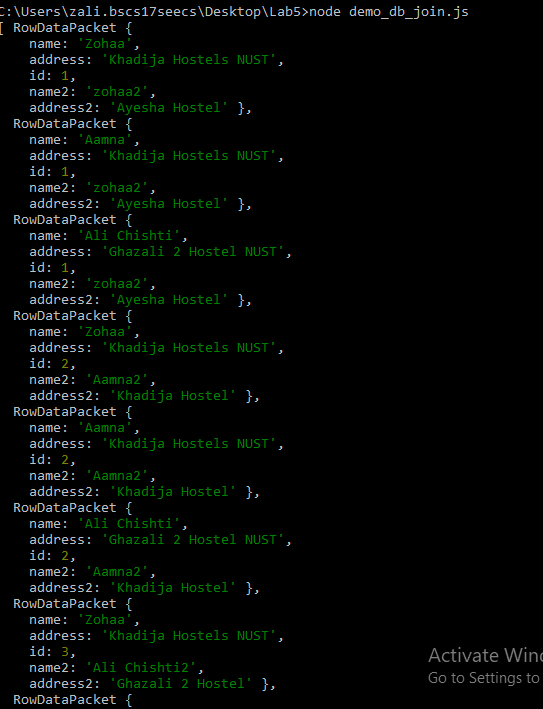 C:\Users\zali.bscs17seecs\Desktop\Lab5>node demo_db_join.js
[ RowDataPacket {
    name: 'Zohaa',
    address: 'Khadija Hostels NUST',
    id: 1,
    name2: 'zohaa2',
    address2: 'Ayesha Hostel' },
  RowDataPacket {
    name: 'Aamna',
    address: 'Khadija Hostels NUST',
    id: 1,
    name2: 'zohaa2',
    address2: 'Ayesha Hostel' },
  RowDataPacket {
    name: 'Ali Chishti',
    address: 'Ghazali 2 Hostel NUST',
    id: 1,
    name2: 'zohaa2',
    address2: 'Ayesha Hostel' },
  RowDataPacket {
    name: 'Zohaa',
    address: 'Khadija Hostels NUST',
    id: 2,
    name2: 'Aamna2',
    address2: 'Khadija Hostel' },
  RowDataPacket {
    name: 'Aamna',
    address: 'Khadija Hostels NUST',
    id: 2,
    name2: 'Aamna2',
    address2: 'Khadija Hostel' },
  RowDataPacket {
    name: 'Ali Chishti',
    address: 'Ghazali 2 Hostel NUST',
    id: 2,
    name2: 'Aamna2',
    address2: 'Khadija Hostel' },
  RowDataPacket {
    name: 'Zohaa',
    address: 'Khadija Hostels NUST',
    id: 3,
    name2: 'Ali Chishti2',
    address2: 'Ghazali 2 Hostel' },
  RowDataPacket {
Activate Win
Go to Settings to